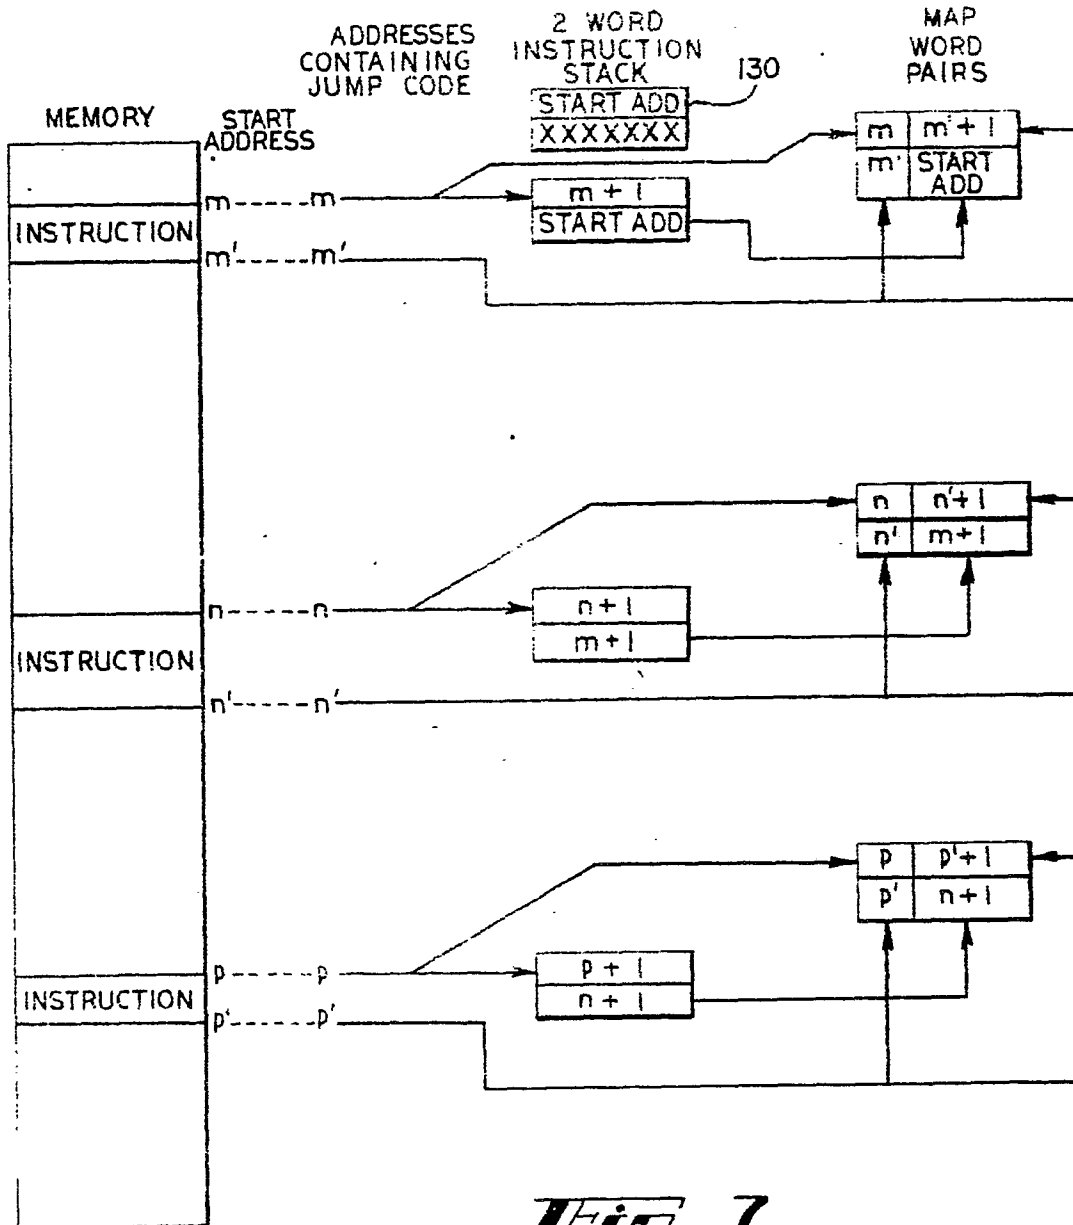 ADDRESSES
CONTAINING
JUMP CODE
2 WORD
INSTRUCTION
STACK
130
MAP
WORD
PAIRS
MEMORY
START
ADDRESS
START ADD
XXXXXXX
m m'+1
m' START
ADD
m-----m
m+1
START ADD
INSTRUCTION
m'----m'
n n'+1
n' m+1
n-----n
n+1
m+1
INSTRUCTION
n'-----n'
p p'+1
p' n+1
p-----p
p+1
n+1
INSTRUCTION
p'-----p'
Fig 7